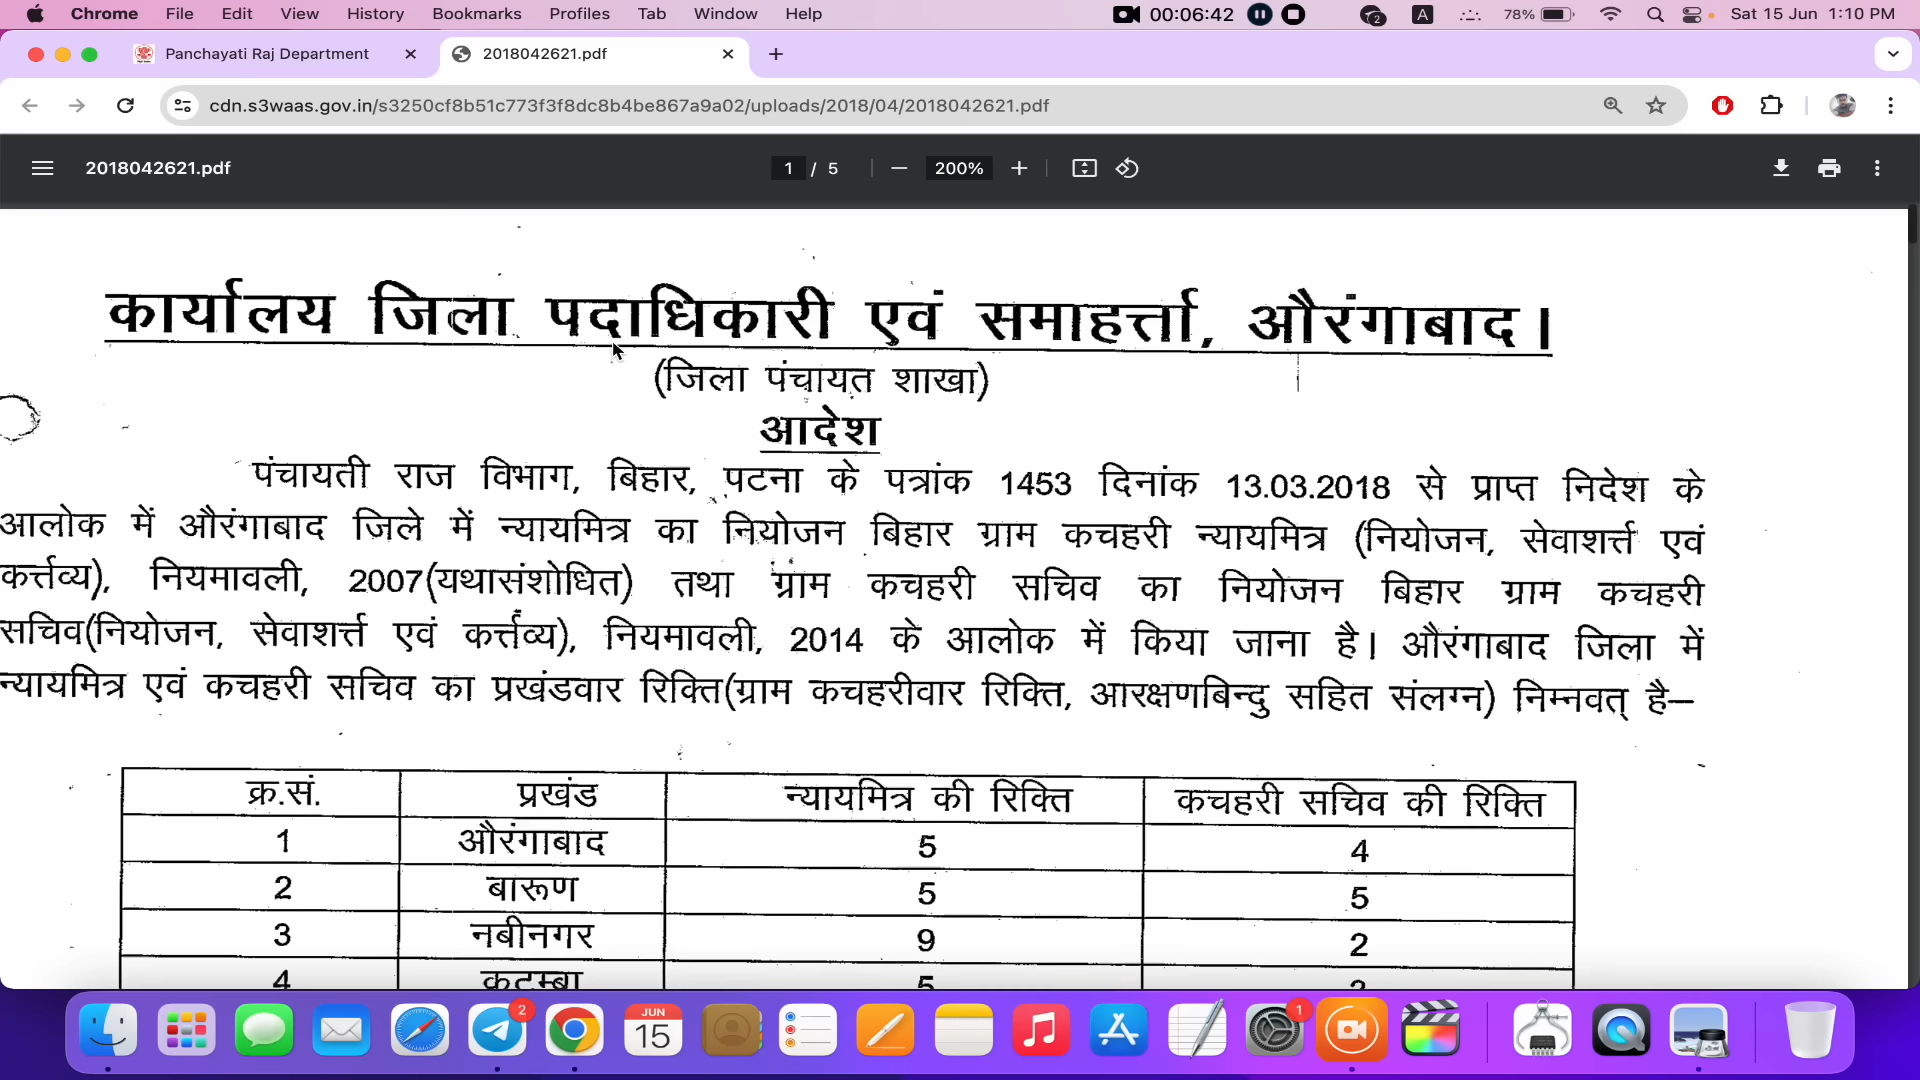 Chrome File Edit View History Bookmarks Profiles Tab Window Help 00:06:42 2 A 78% Sat 15 Jun 1:10 PM
Panchayati Raj Department 2018042621.pdf
cdn.s3waas.gov.in/s3250cf8b51c773f3f8dc8b4be867a9a02/uploads/2018/04/2018042621.pdf
2018042621.pdf 1 / 5 200%
कार्यालय जिला पदाधिकारी एवं समाहर्त्ता, औरंगाबाद।
(जिला पंचायत शाखा)
आदेश
पंचायती राज विभाग, बिहार, पटना के पत्रांक 1453 दिनांक 13.03.2018 से प्राप्त निदेश के
आलोक में औरंगाबाद जिले में न्यायमित्र का नियोजन बिहार ग्राम कचहरी न्यायमित्र (नियोजन, सेवाशर्त्त एवं
कर्त्तव्य), नियमावली, 2007(यथासंशोधित) तथा ग्राम कचहरी सचिव का नियोजन बिहार ग्राम कचहरी
सचिव(नियोजन, सेवाशर्त्त एवं कर्त्तव्य), नियमावली, 2014 के आलोक में किया जाना है। औरंगाबाद जिला में
न्यायमित्र एवं कचहरी सचिव का प्रखंडवार रिक्ति(ग्राम कचहरीवार रिक्ति, आरक्षणबिन्दु सहित संलग्न) निम्नवत् है–
क्र.सं. प्रखंड न्यायमित्र की रिक्ति कचहरी सचिव की रिक्ति
1 औरंगाबाद 5 4
2 बारूण 5 5
3 नबीनगर 9 2
4 कुटुम्बा 5
2 JUN 15 1